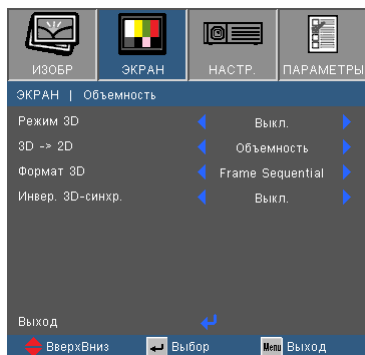 ИЗОБР ЭКРАН НАСТР. ПАРАМЕТРЫ
ЭКРАН | Объемность
Режим 3D Выкл.
3D -> 2D Объемность
Формат 3D Frame Sequential
Инвер. 3D-синхр. Выкл.
Выход
ВверхВниз Выбор Menu Выход